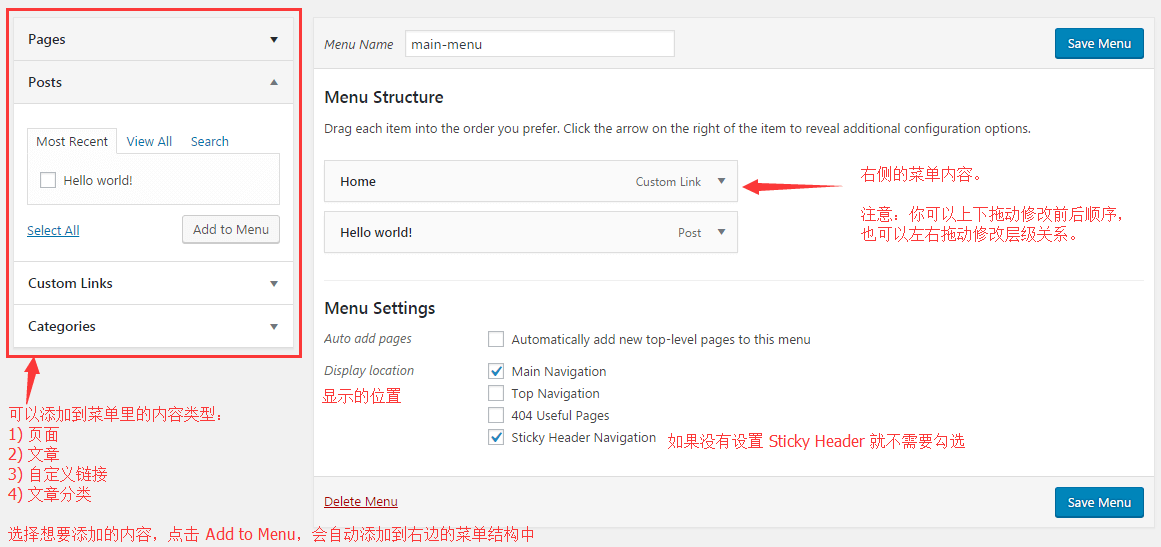 Pages
Posts
Most Recent View All Search
Hello world!
Select All Add to Menu
Custom Links
Categories
可以添加到菜单里的内容类型：
1) 页面
2) 文章
3) 自定义链接
4) 文章分类
选择想要添加的内容，点击 Add to Menu，会自动添加到右边的菜单结构中
Menu Name main-menu Save Menu
Menu Structure
Drag each item into the order you prefer. Click the arrow on the right of the item to reveal additional configuration options.
Home Custom Link
Hello world! Post
右侧的菜单内容。
注意：你可以上下拖动修改前后顺序，
也可以左右拖动修改层级关系。
Menu Settings
Auto add pages Automatically add new top-level pages to this menu
Display location Main Navigation
显示的位置
Top Navigation
404 Useful Pages
Sticky Header Navigation 如果没有设置 Sticky Header 就不需要勾选
Delete Menu Save Menu